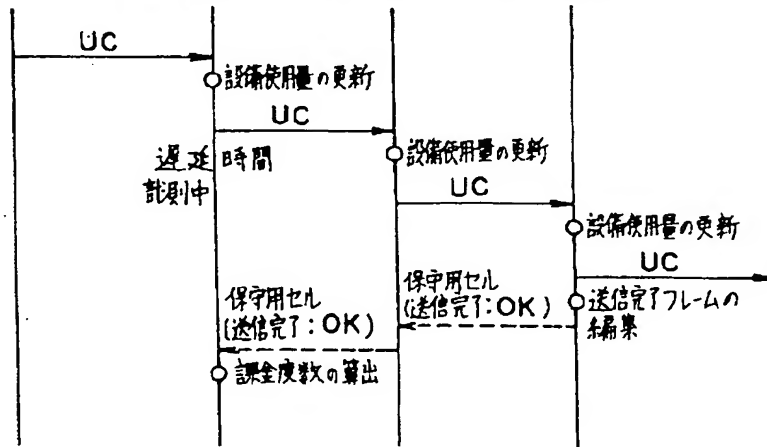 UC
設備使用量の更新
UC
遅延時間
計測中
設備使用量の更新
UC
設備使用量の更新
UC
保守用セル
(送信完了:OK)
送信完了フレームの
編集
保守用セル
(送信完了:OK)
課金度数の算出